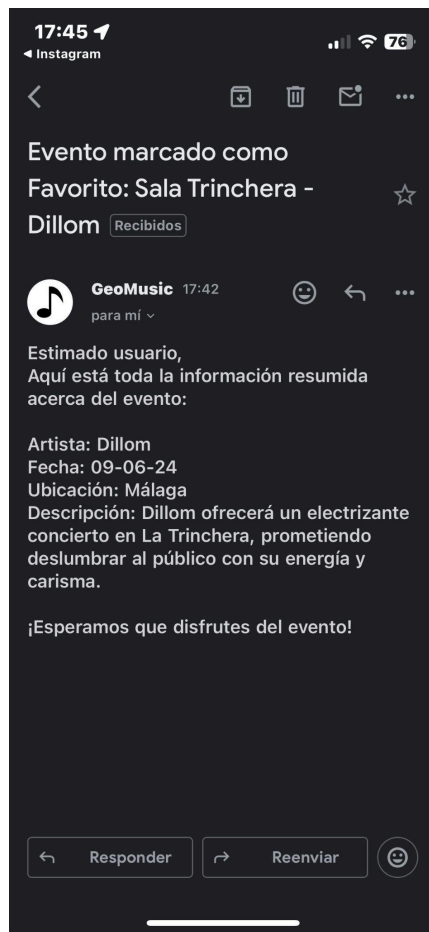 17:45
76
◄ Instagram
Evento marcado como
Favorito: Sala Trinchera -
Dillom Recibidos
GeoMusic 17:42
para mí
Estimado usuario,
Aquí está toda la información resumida
acerca del evento:
Artista: Dillom
Fecha: 09-06-24
Ubicación: Málaga
Descripción: Dillom ofrecerá un electrizante
concierto en La Trinchera, prometiendo
deslumbrar al público con su energía y
carisma.
¡Esperamos que disfrutes del evento!
Responder
Reenviar